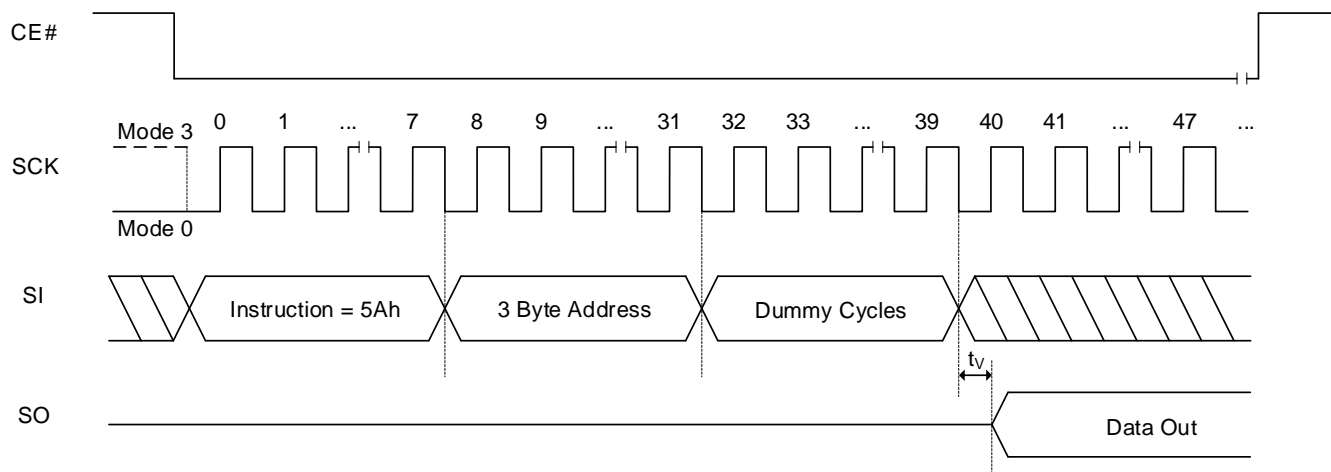 CE#
0 1 ... 7 8 9 ... 31 32 33 ... 39 40 41 ... 47 ...
Mode 3
SCK
Mode 0
SI
Instruction = 5Ah
3 Byte Address
Dummy Cycles
tV
SO
Data Out